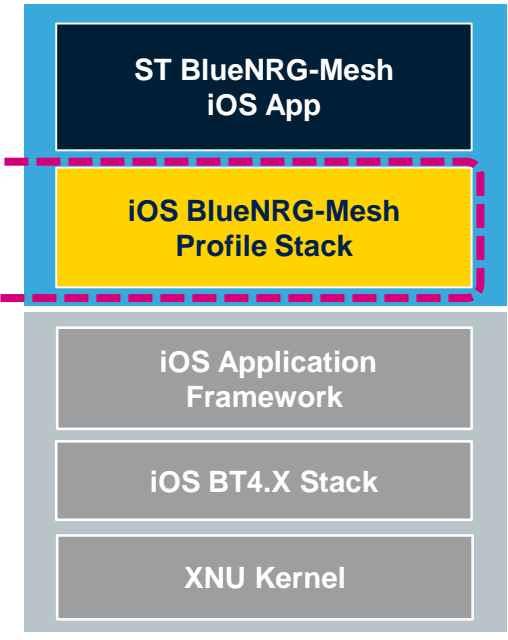 ST BlueNRG-Mesh
iOS App
iOS BlueNRG-Mesh
Profile Stack
iOS Application
Framework
iOS BT4.X Stack
XNU Kernel